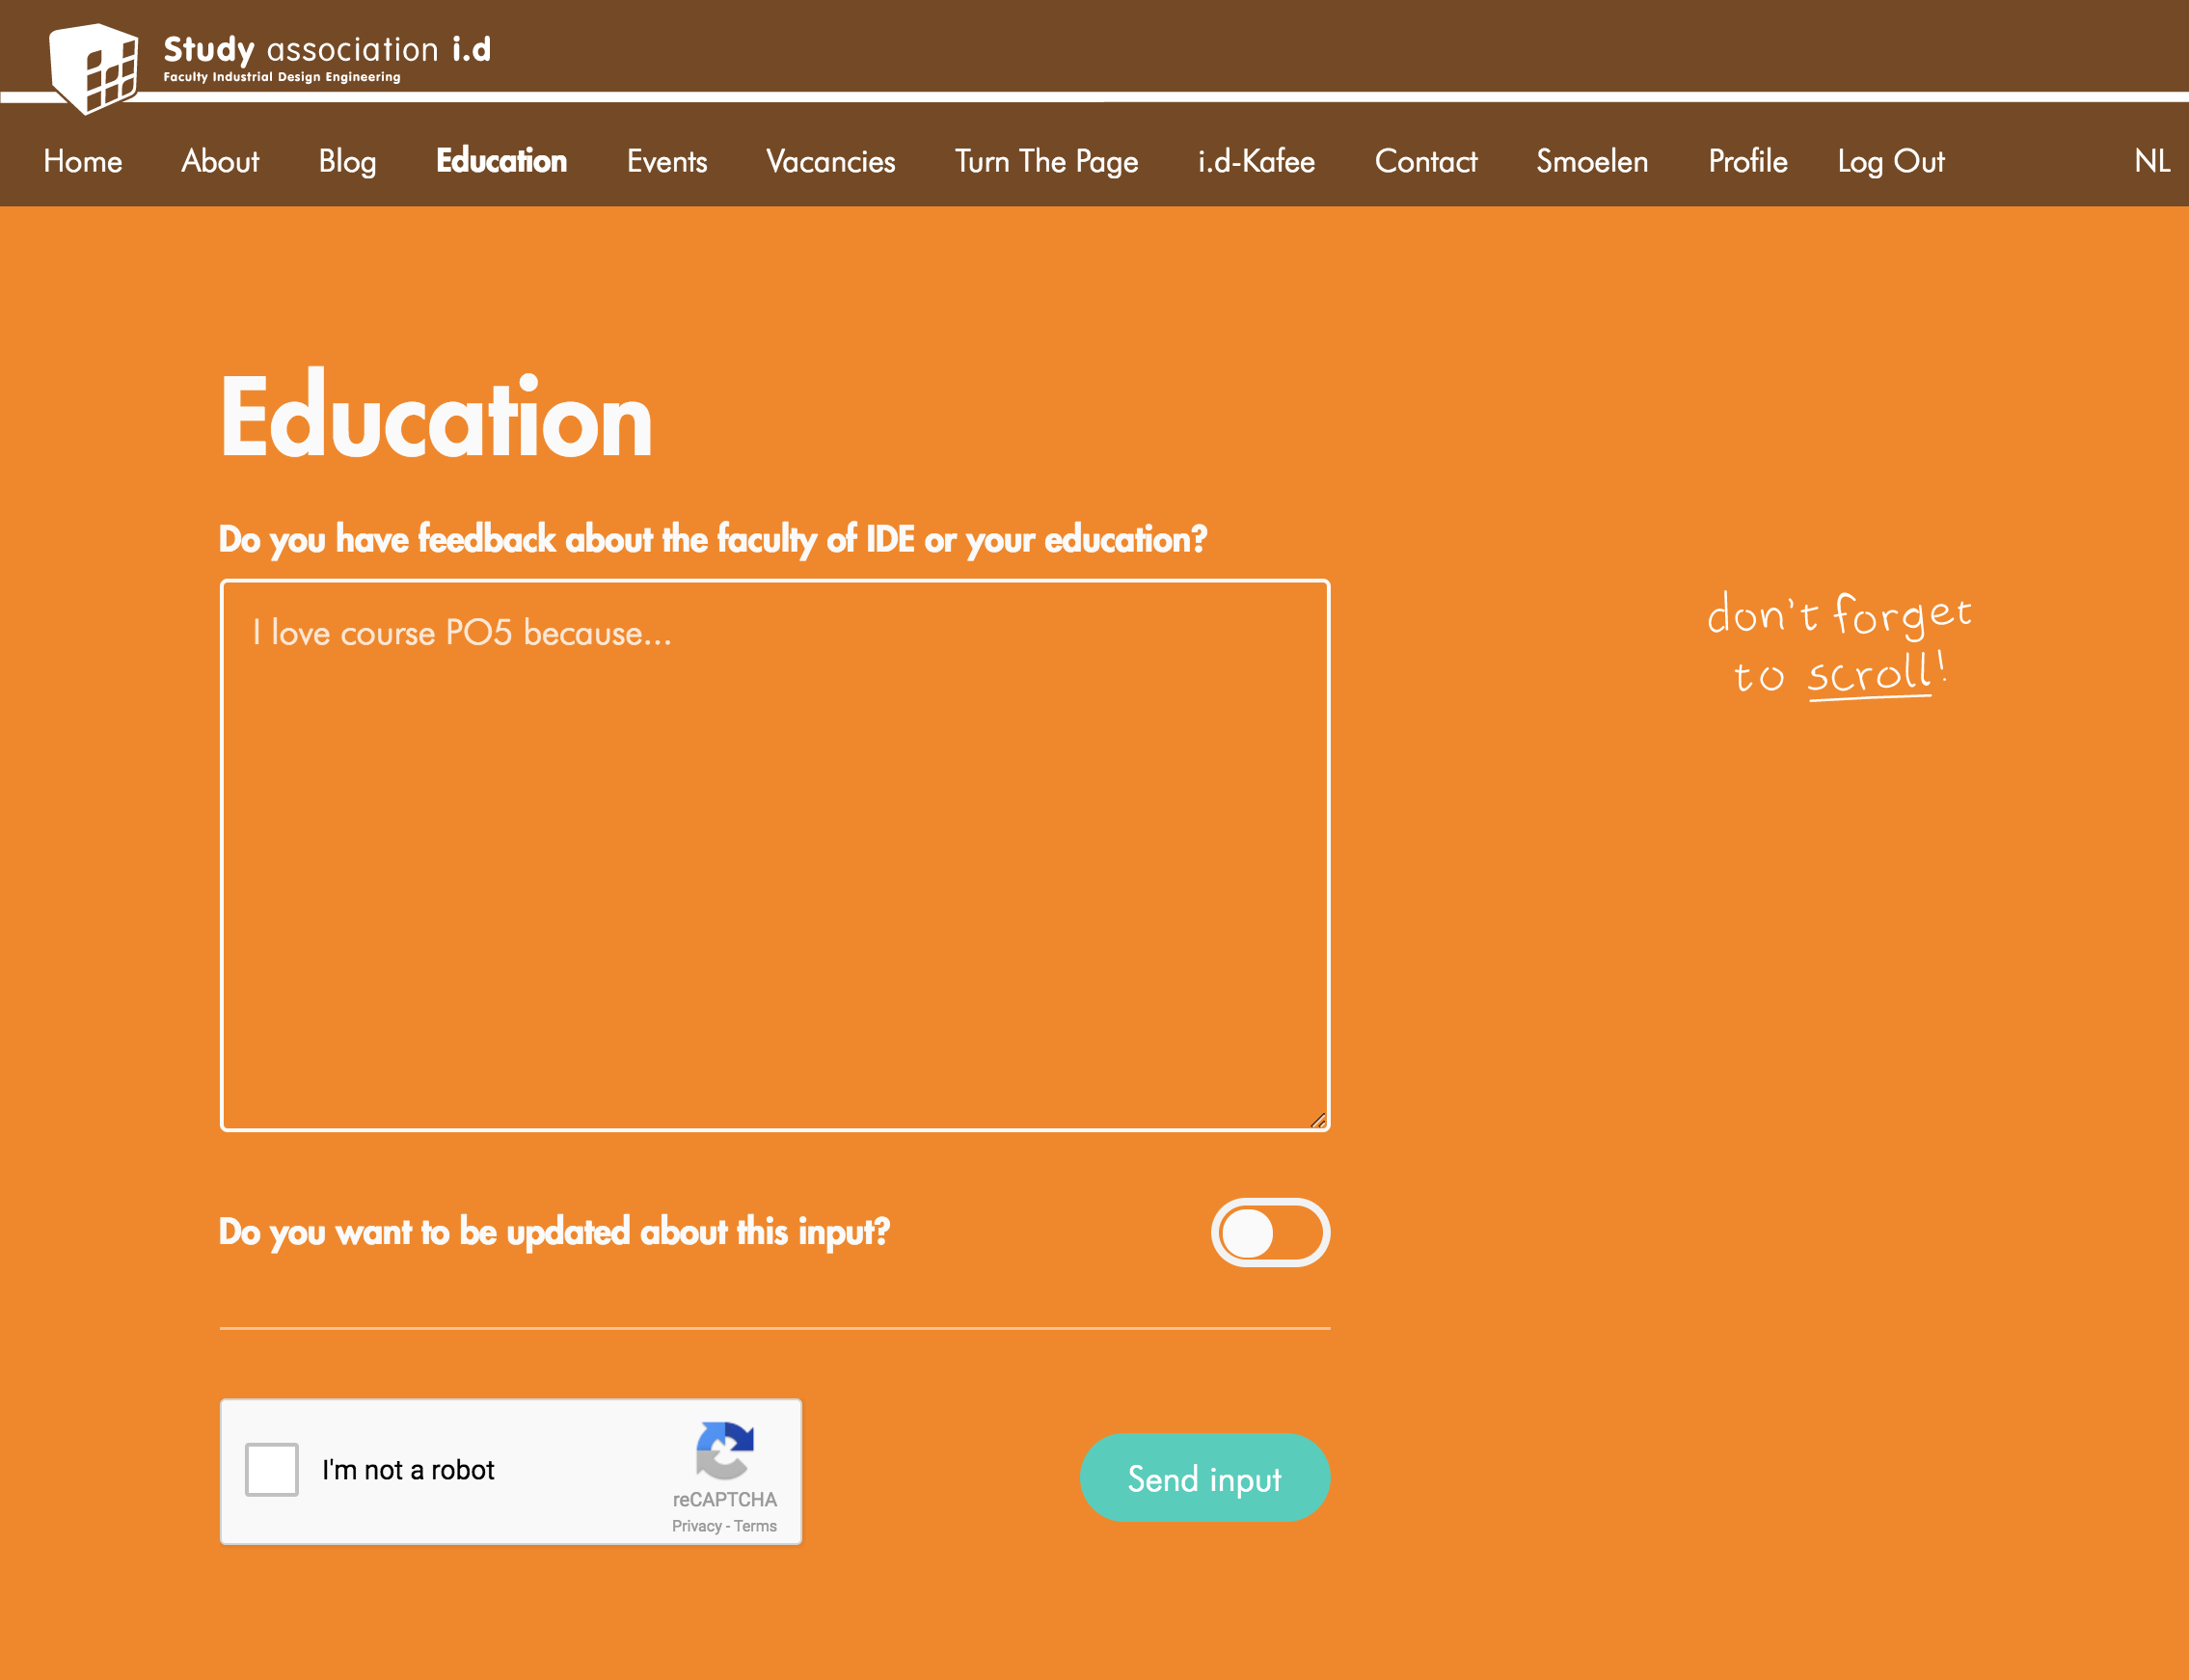 Study association i.d
Faculty Industrial Design Engineering
Home About Blog Education Events Vacancies Turn The Page i.d-Kafee Contact Smoelen Profile Log Out NL
Education
Do you have feedback about the faculty of IDE or your education?
I love course PO5 because...
don't forget
to scroll!
Do you want to be updated about this input?
I'm not a robot
reCAPTCHA
Privacy - Terms
Send input